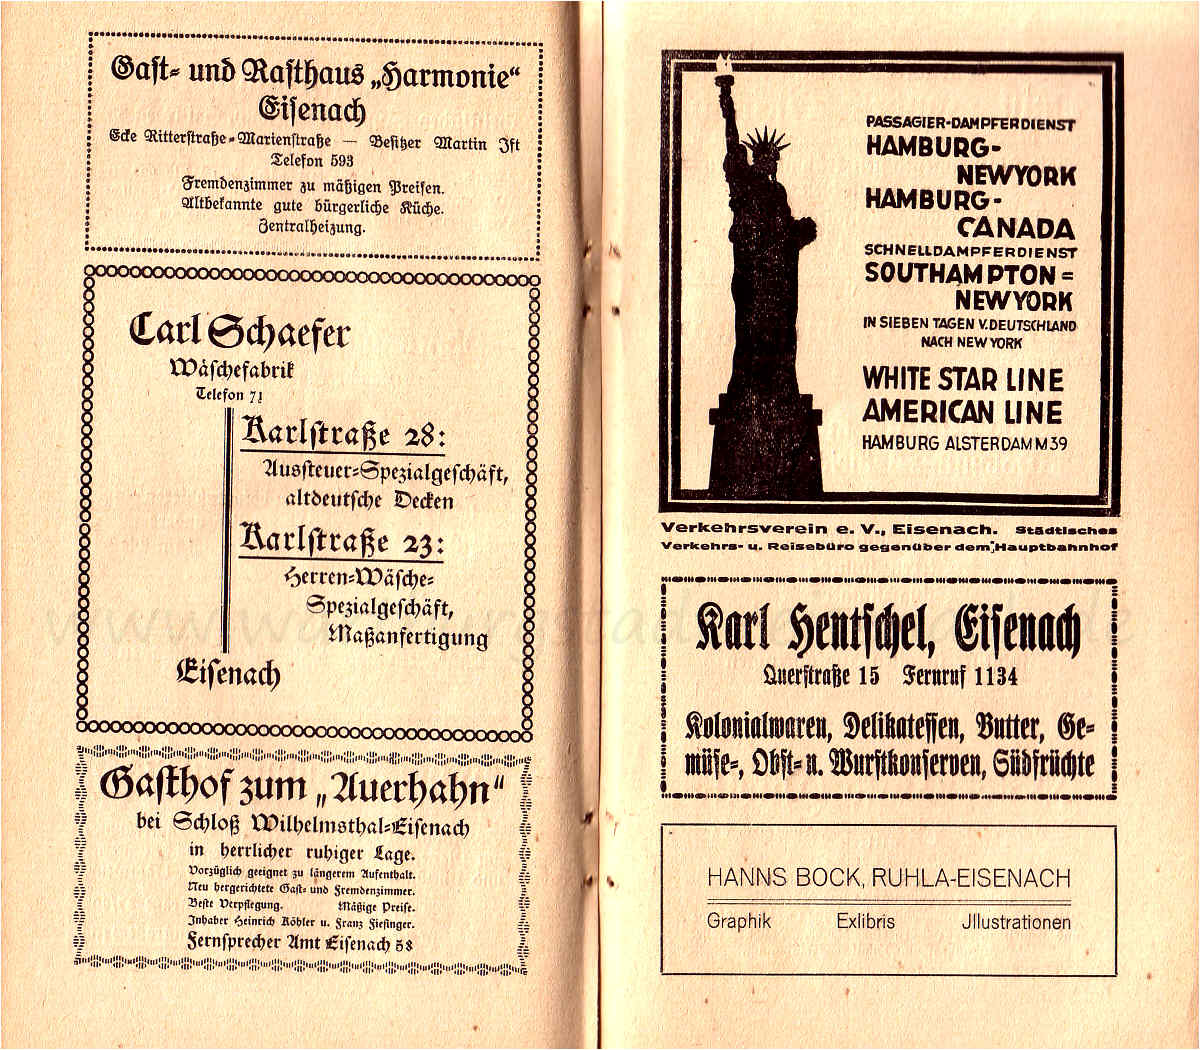 Gast- und Rasthaus „Harmonie“
Eisenach
Ecke Ritterstraße-Marienstraße — Besitzer Martin Ift
Telefon 593
Fremdenzimmer zu mäßigen Preisen.
Altbekannte gute bürgerliche Küche.
Zentralheizung.
Carl Schaefer
Wäschefabrik
Telefon 71
Karlstraße 28:
Aussteuer-Spezialgeschäft,
altdeutsche Decken
Karlstraße 23:
Herren-Wäsche-
Spezialgeschäft,
Maßanfertigung
Eisenach
Gasthof zum „Auerhahn“
bei Schloß Wilhelmsthal-Eisenach
in herrlicher ruhiger Lage.
Vorzüglich geeignet zu längerem Aufenthalt.
Neu hergerichtete Gast- und Fremdenzimmer.
Beste Verpflegung. Mäßige Preise.
Inhaber Heinrich Köhler u. Franz Fiesinger.
Fernsprecher Amt Eisenach 58
PASSAGIER-DAMPFERDIENST
HAMBURG-
NEWYORK
HAMBURG-
CANADA
SCHNELLDAMPFERDIENST
SOUTHAMPTON=
NEWYORK
IN SIEBEN TAGEN V. DEUTSCHLAND
NACH NEW YORK
WHITE STAR LINE
AMERICAN LINE
HAMBURG ALSTERDAMM 39
Verkehrsverein e. V., Eisenach. Städtisches
Verkehrs- u. Reisebüro gegenüber dem Hauptbahnhof
Karl Hentschel, Eisenach
Querstraße 15 Fernruf 1134
Kolonialwaren, Delikatessen, Butter, Ge-
müse-, Obst- u. Wurstkonserven, Südfrüchte
HANNS BOCK, RUHLA-EISENACH
Graphik Exlibris Jllustrationen